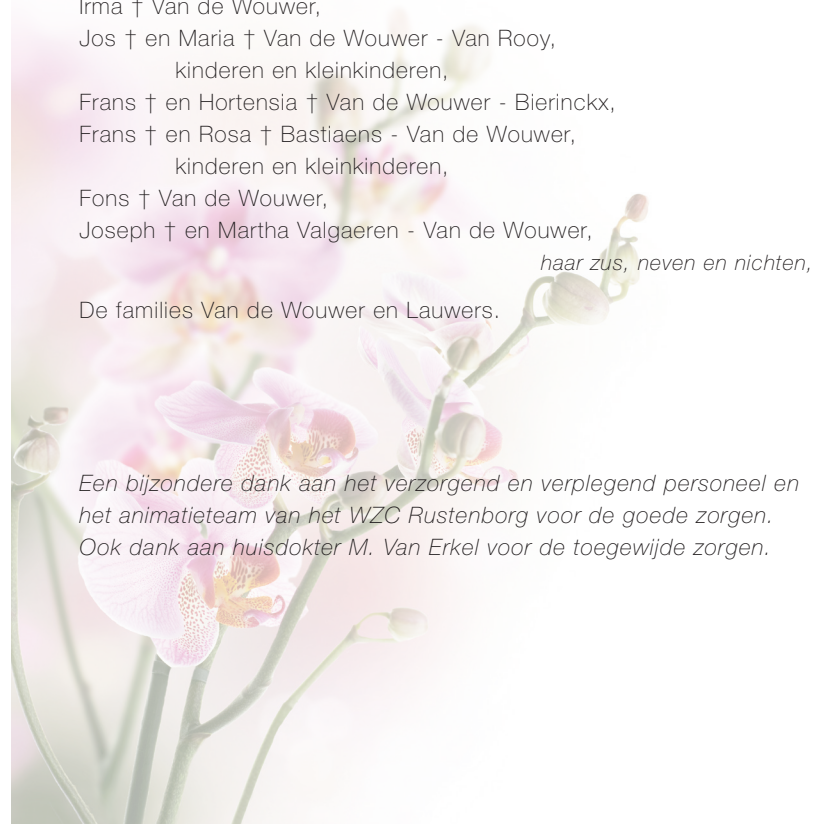 Irma † Van de Wouwer,
Jos † en Maria † Van de Wouwer - Van Rooy,
kinderen en kleinkinderen,
Frans † en Hortensia † Van de Wouwer - Bierinckx,
Frans † en Rosa † Bastiaens - Van de Wouwer,
kinderen en kleinkinderen,
Fons † Van de Wouwer,
Joseph † en Martha Valgaeren - Van de Wouwer,
haar zus, neven en nichten,
De families Van de Wouwer en Lauwers.
Een bijzondere dank aan het verzorgend en verplegend personeel en
het animatieteam van het WZC Rustenborg voor de goede zorgen.
Ook dank aan huisdokter M. Van Erkel voor de toegewijde zorgen.